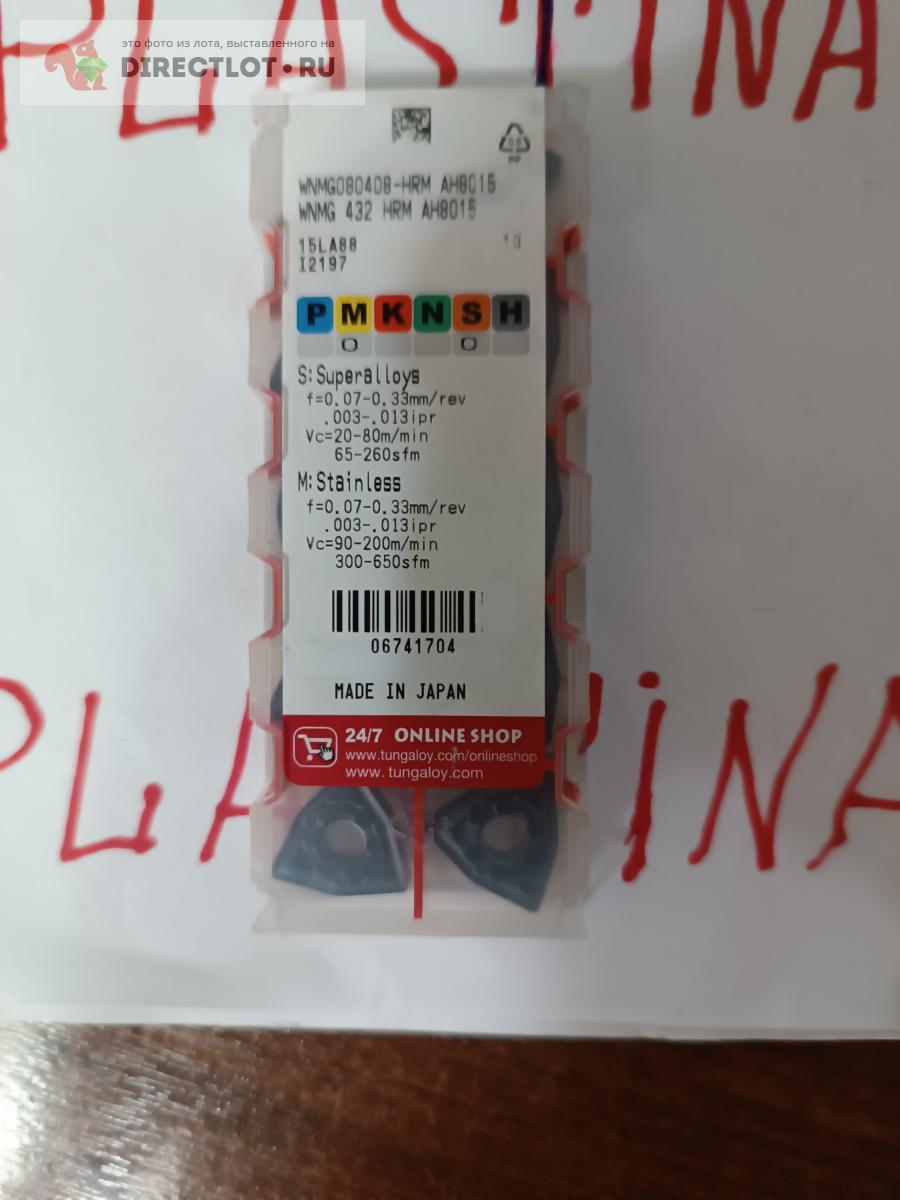 PLASTINA
это фото из лота, выставленного на
DIRECTLOT.RU
PP
WNMG080408-HRM AH8015
WNMG 432 HRM AH8015
15LA88 10
I2197
P M K N S H
S:Superalloys
f=0.07-0.33mm/rev
.003-.013ipr
Vc=20-80m/min
65-260sfm
M:Stainless
f=0.07-0.33mm/rev
.003-.013ipr
Vc=90-200m/min
300-650sfm
06741704
MADE IN JAPAN
24/7 ONLINE SHOP
www.tungaloy.com/onlineshop
www.tungaloy.com
PLA INA